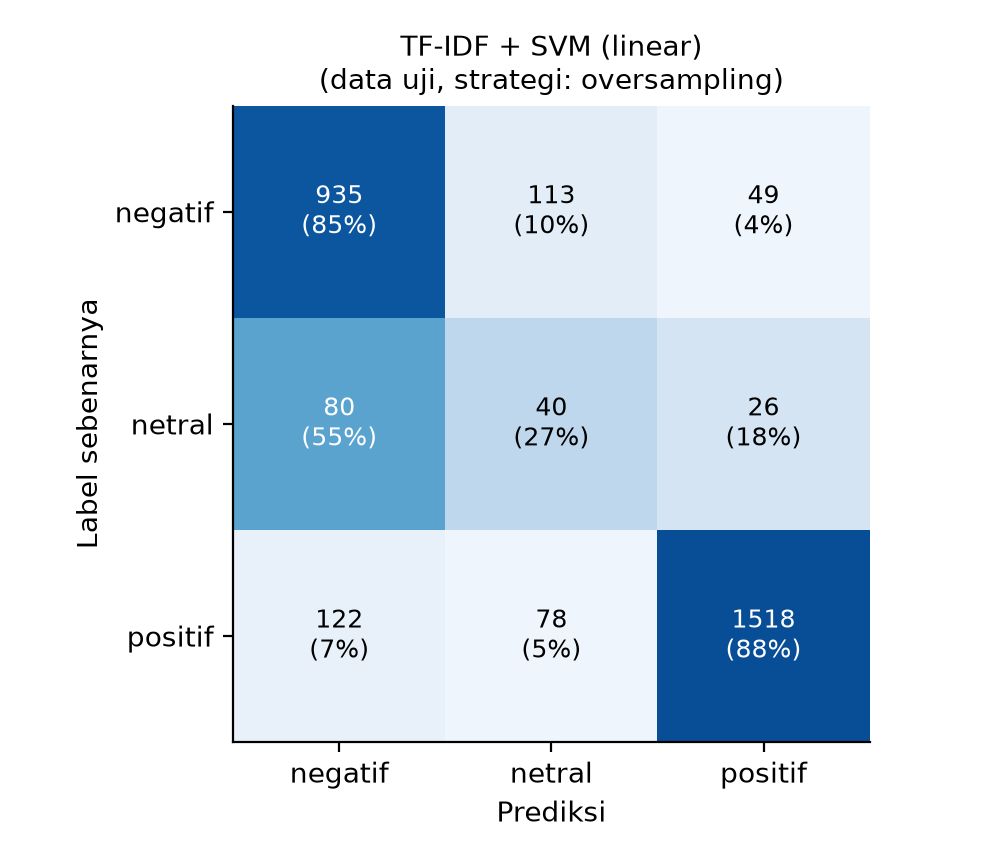 TF-IDF + SVM (linear)
(data uji, strategi: oversampling)
Label sebenarnya
negatif
935
(85%)
113
(10%)
49
(4%)
netral
80
(55%)
40
(27%)
26
(18%)
positif
122
(7%)
78
(5%)
1518
(88%)
negatif
netral
positif
Prediksi